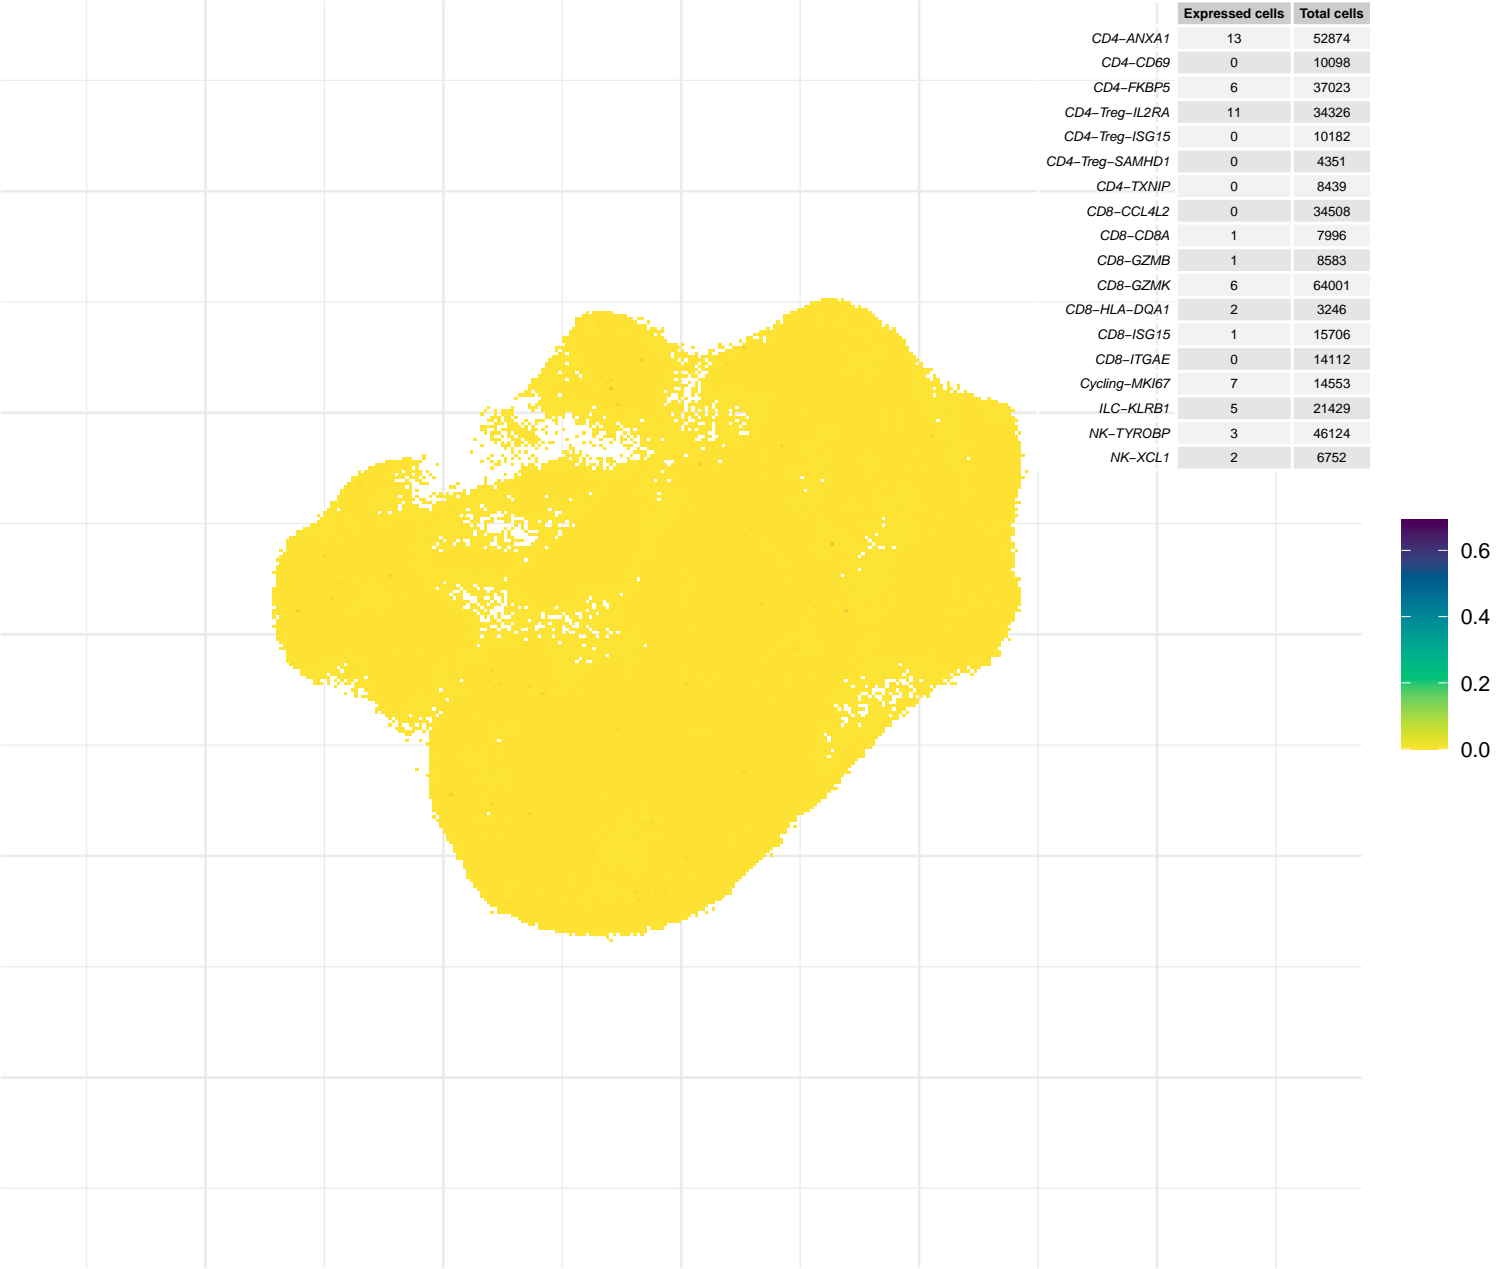 Expressed cells Total cells
CD4−ANXA1 13 52874
CD4−CD69 0 10098
CD4−FKBP5 6 37023
CD4−Treg−IL2RA 11 34326
CD4−Treg−ISG15 0 10182
CD4−Treg−SAMHD1 0 4351
CD4−TXNIP 0 8439
CD8−CCL4L2 0 34508
CD8−CD8A 1 7996
CD8−GZMB 1 8583
CD8−GZMK 6 64001
CD8−HLA−DQA1 2 3246
CD8−ISG15 1 15706
CD8−ITGAE 0 14112
Cycling−MKI67 7 14553
ILC−KLRB1 5 21429
NK−TYROBP 3 46124
NK−XCL1 2 6752
0.6
0.4
0.2
0.0